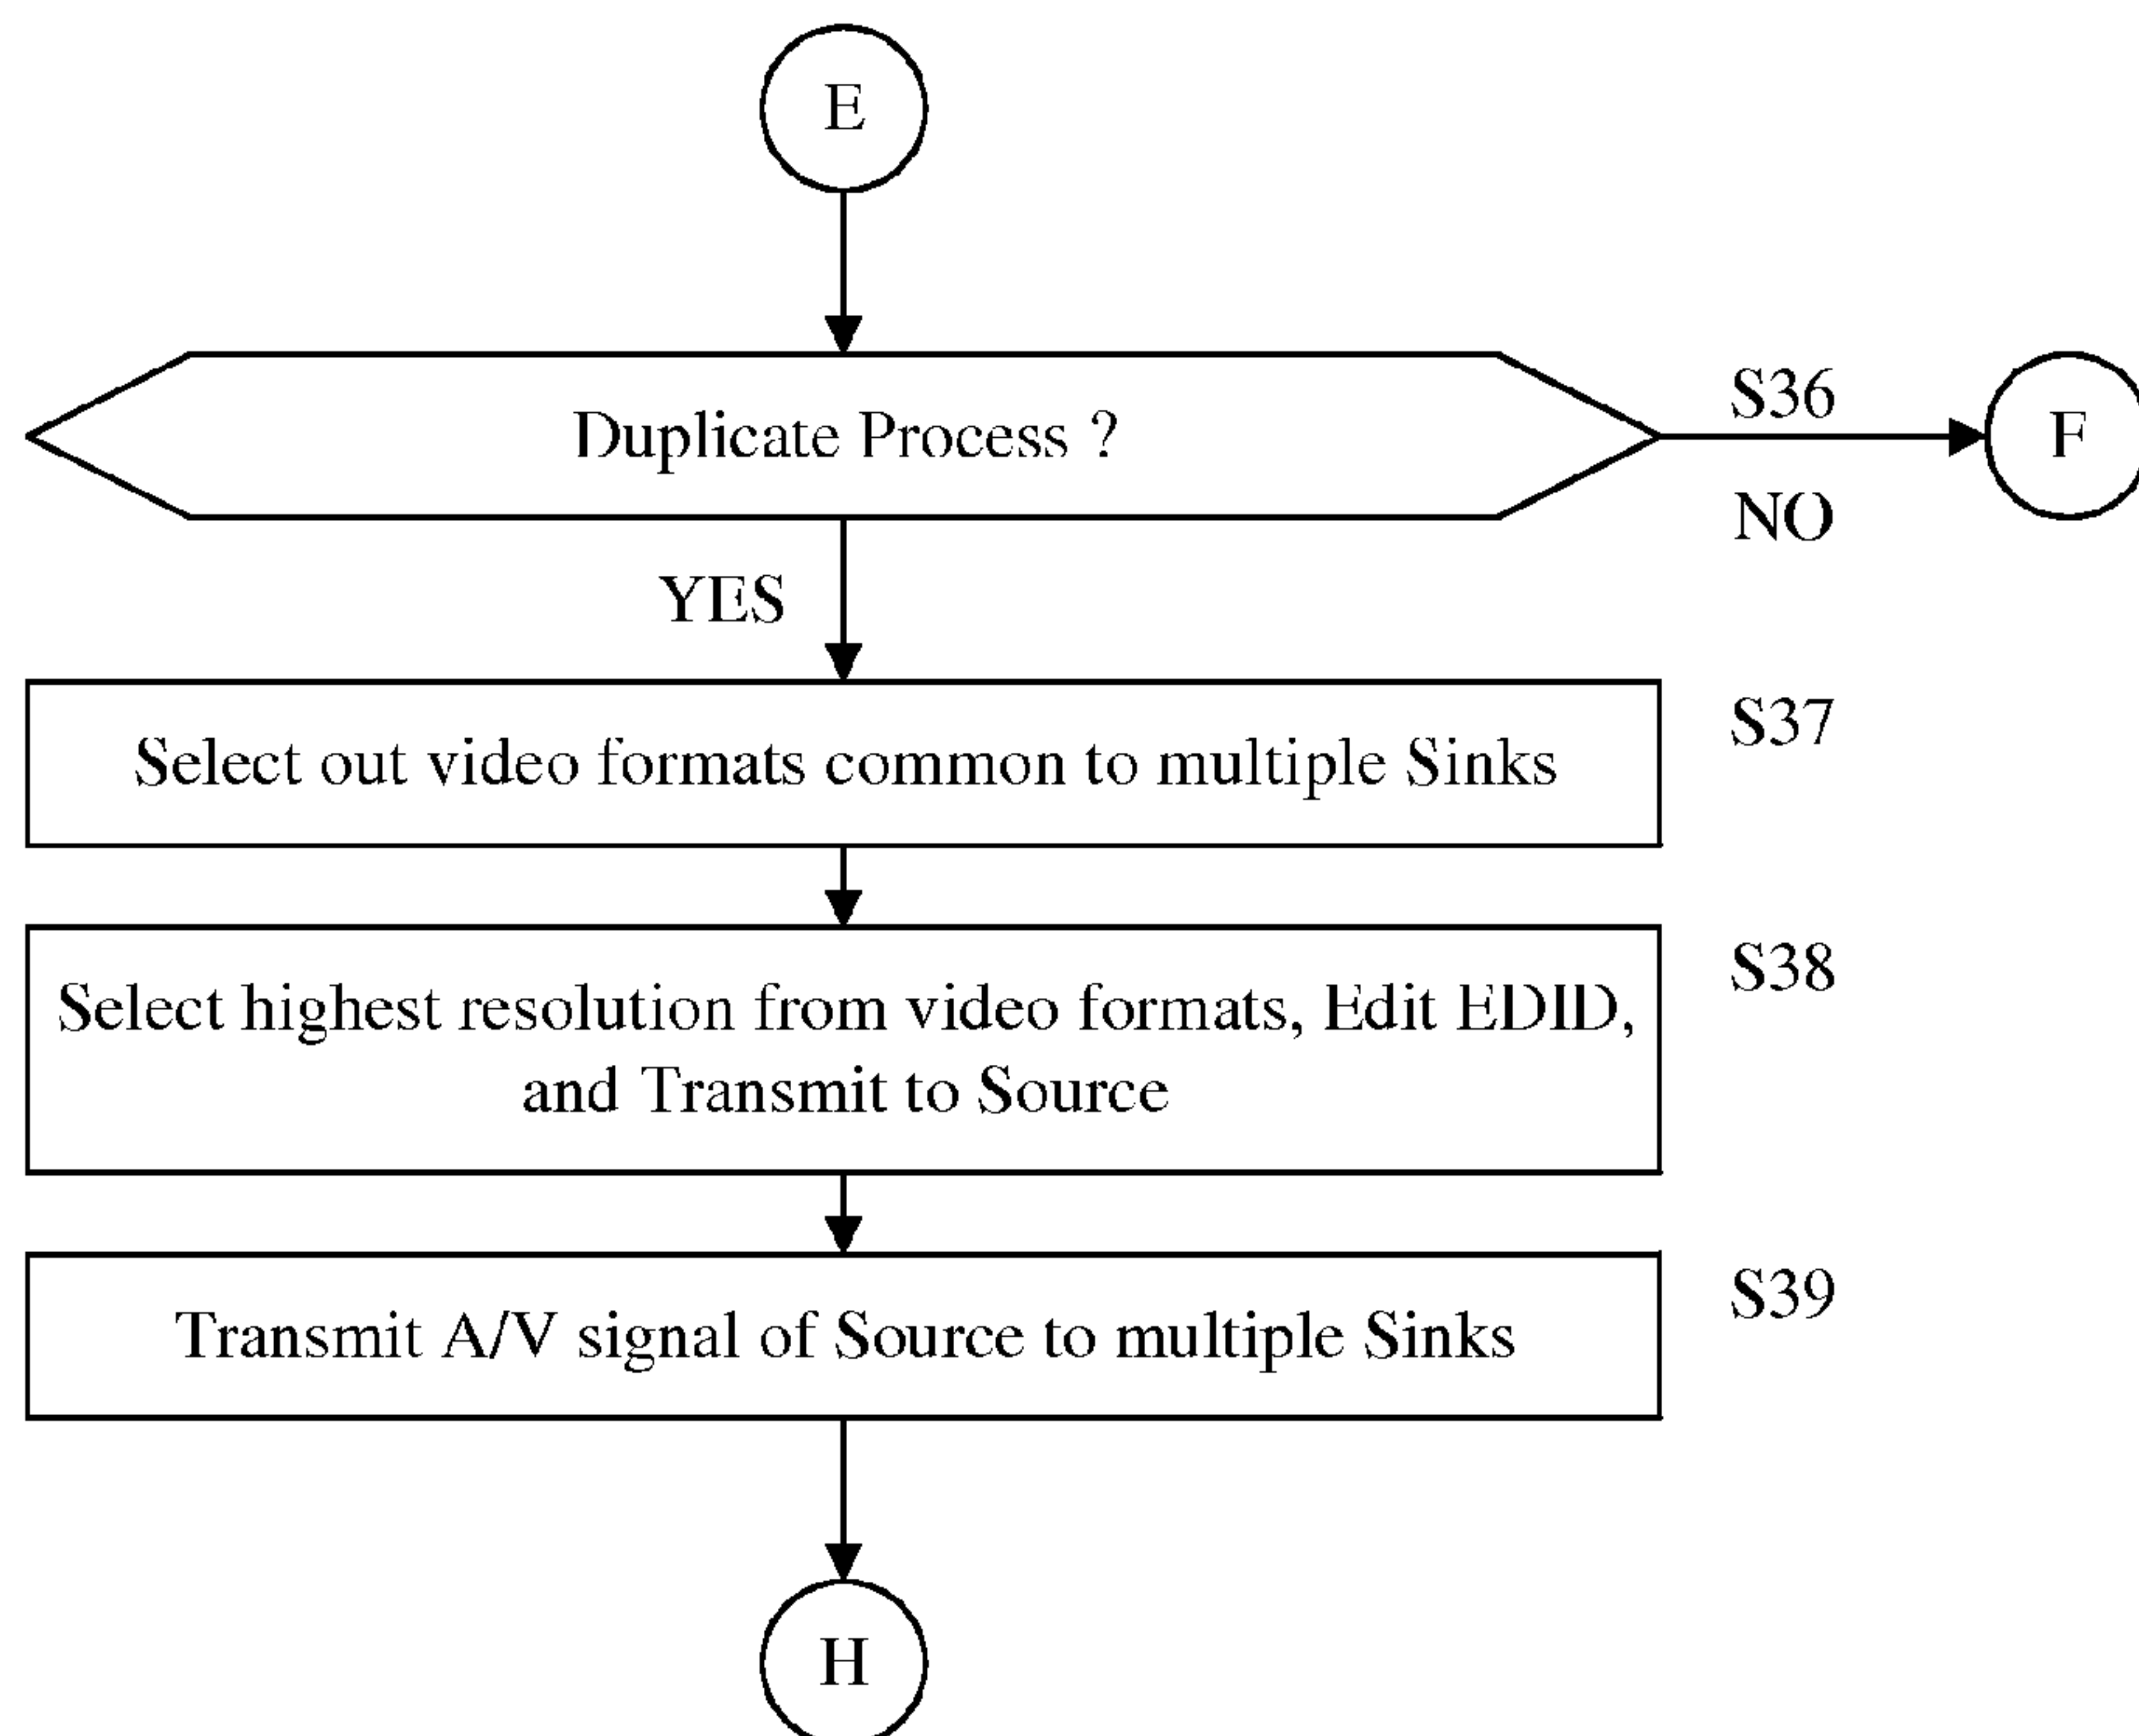 E
Duplicate Process ?
S36
F
NO
YES
Select out video formats common to multiple Sinks
S37
Select highest resolution from video formats, Edit EDID,
and Transmit to Source
S38
Transmit A/V signal of Source to multiple Sinks
S39
H